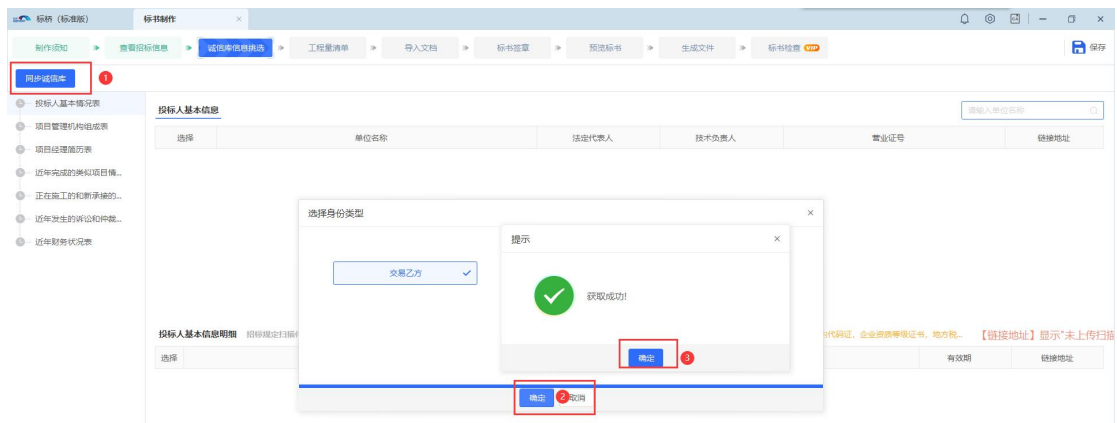 标桥（标准版） 标书制作 ×
制作须知 查看招标信息 诚信库信息挑选 工程量清单 导入文档 标书签章 预览标书 生成文件 标书检查 VIP 保存
同步诚信库 1
投标人基本情况表
项目管理机构组成表
项目经理简历表
近年完成的类似项目情...
正在施工的和新承接的...
近年发生的诉讼和仲裁...
近年财务状况表
投标人基本信息 请输入单位名称
选择 单位名称 法定代表人 技术负责人 营业证号 链接地址
选择身份类型 ×
提示 ×
交易乙方
获取成功!
投标人基本信息明细 招标规定扫描 代码证、企业资质等级证书，地方税... 【链接地址】显示"未上传扫描
确定 3
选择 有效期 链接地址
确定 2 取消